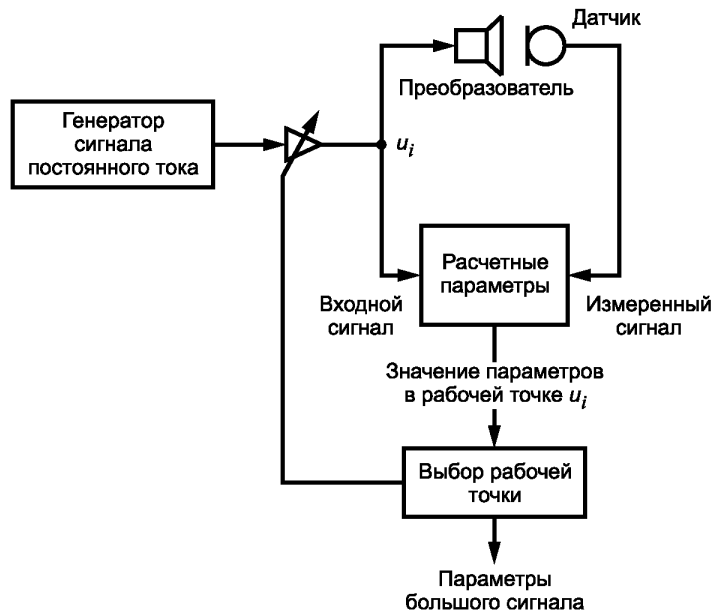 Датчик
Преобразователь
Генератор
сигнала
постоянного тока
u_i
Расчетные
параметры
Входной
сигнал
Измеренный
сигнал
Значение параметров
в рабочей точке u_i
Выбор рабочей
точки
Параметры
большого сигнала